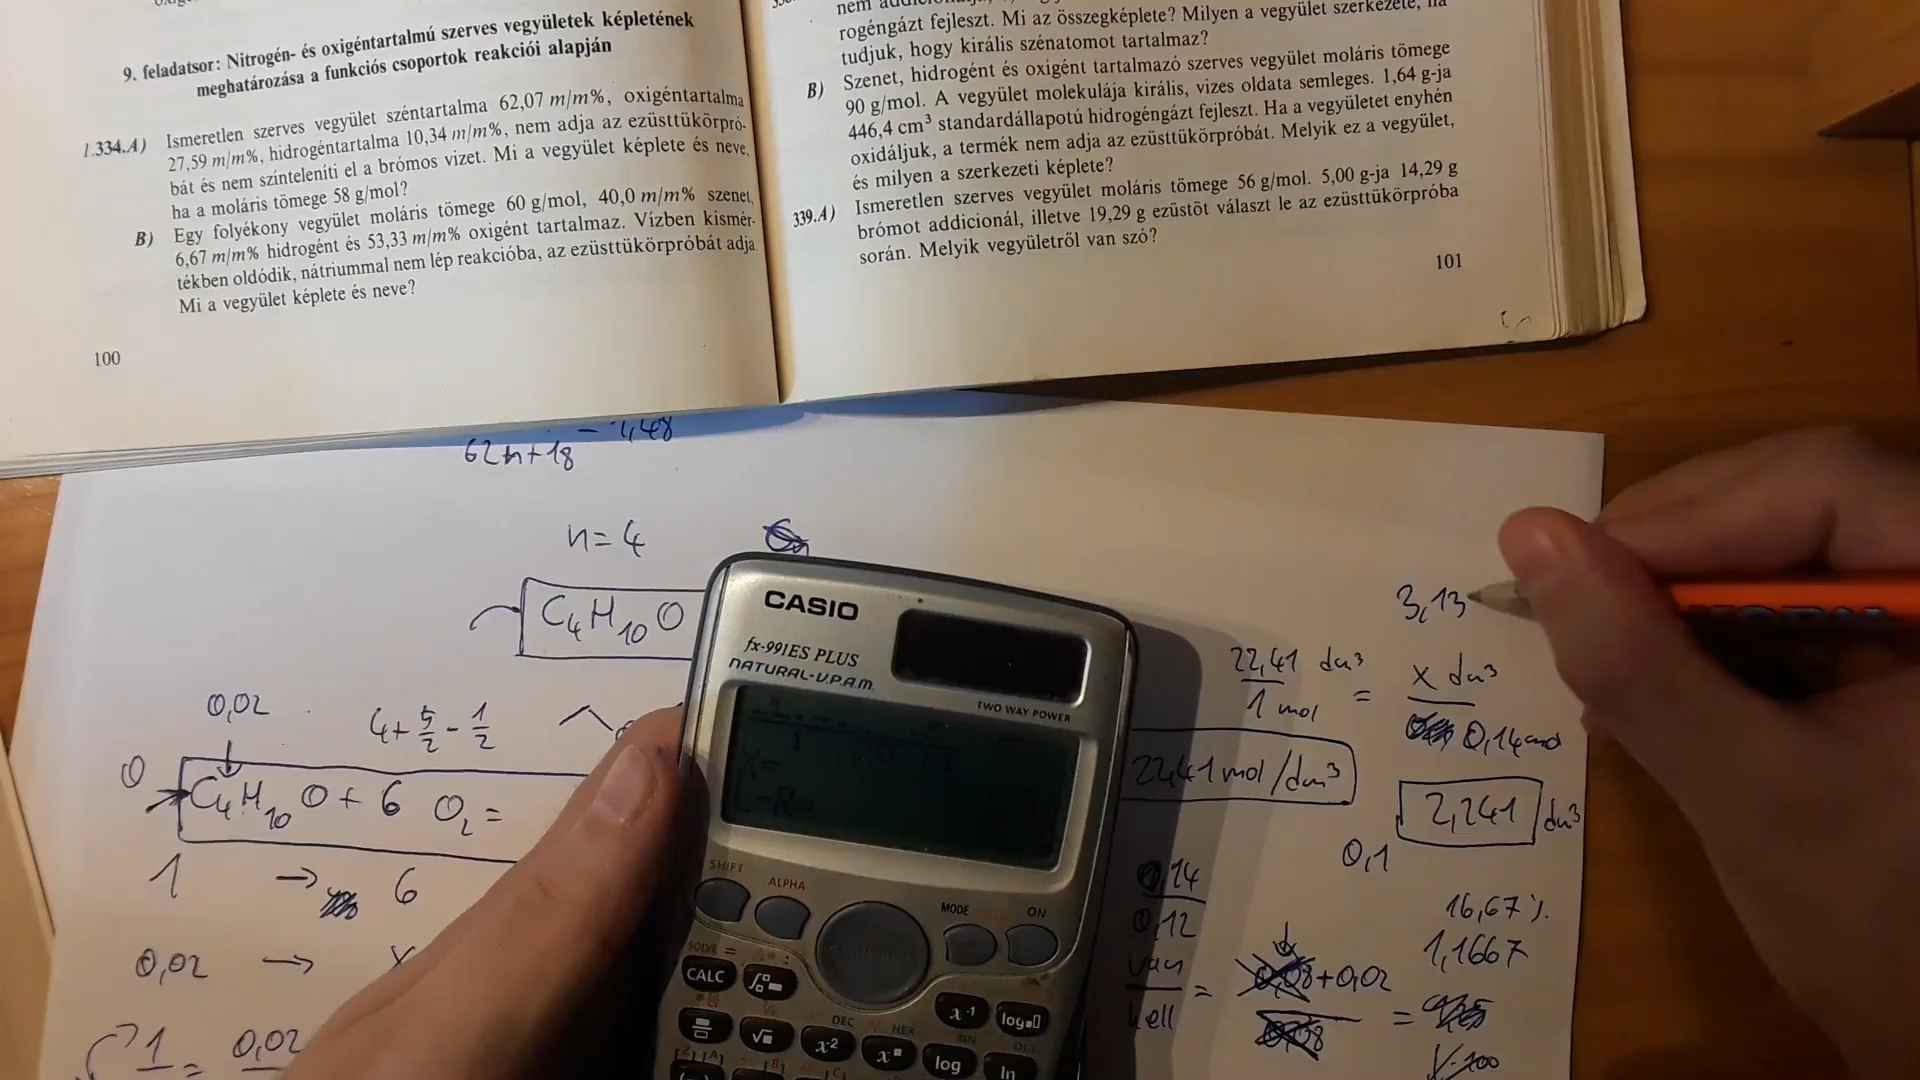 9. feladatsor: Nitrogén- és oxigéntartalmú szerves vegyületek képletének
meghatározása a funkciós csoportok reakciói alapján
1.334.A) Ismeretlen szerves vegyület széntartalma 62,07 m/m%, oxigéntartalma
27,59 m/m%, hidrogéntartalma 10,34 m/m%, nem adja az ezüsttükörpró-
bát és nem színteleníti el a brómos vizet. Mi a vegyület képlete és neve,
ha a moláris tömege 58 g/mol?
B) Egy folyékony vegyület moláris tömege 60 g/mol, 40,0 m/m% szenet,
6,67 m/m% hidrogént és 53,33 m/m% oxigént tartalmaz. Vízben kismér-
tékben oldódik, nátriummal nem lép reakcióba, az ezüsttükörpróbát adja.
Mi a vegyület képlete és neve?
100
rogéngázt fejleszt. Mi az összegképlete? Milyen a vegyület szerkezete, ha
tudjuk, hogy királis szénatomot tartalmaz?
B) Szenet, hidrogént és oxigént tartalmazó szerves vegyület moláris tömege
90 g/mol. A vegyület molekulája királis, vizes oldata semleges. 1,64 g-ja
446,4 cm³ standardállapotú hidrogéngázt fejleszt. Ha a vegyületet enyhén
oxidáljuk, a termék nem adja az ezüsttükörpróbát. Melyik ez a vegyület,
és milyen a szerkezeti képlete?
339.A) Ismeretlen szerves vegyület moláris tömege 56 g/mol. 5,00 g-ja 14,29 g
brómot addicionál, illetve 19,29 g ezüstöt választ le az ezüsttükörpróba
során. Melyik vegyületről van szó?
101
62n+18
n=4
C₄H₁₀O
0,02
4+5/2-1/2
C₄H₁₀O+6 O₂=
1 → 6
0,02 → x
1 = 0,02
CASIO
fx-991ES PLUS
NATURAL-V.P.A.M.
TWO WAY POWER
X=
L-R=
SHIFT
ALPHA
MODE
ON
SOLVE =
CALC
x⁻¹
log
DEC
HEX
√
x²
log
ln
3,13
22,41 dm³ / 1 mol = x dm³ / 0,14 mol
22,41 mol/dm³
2,241 dm³
0,1
0,14
0,12
van
kell
= 0,08+0,02
0,08
=
16,67%
1,1667